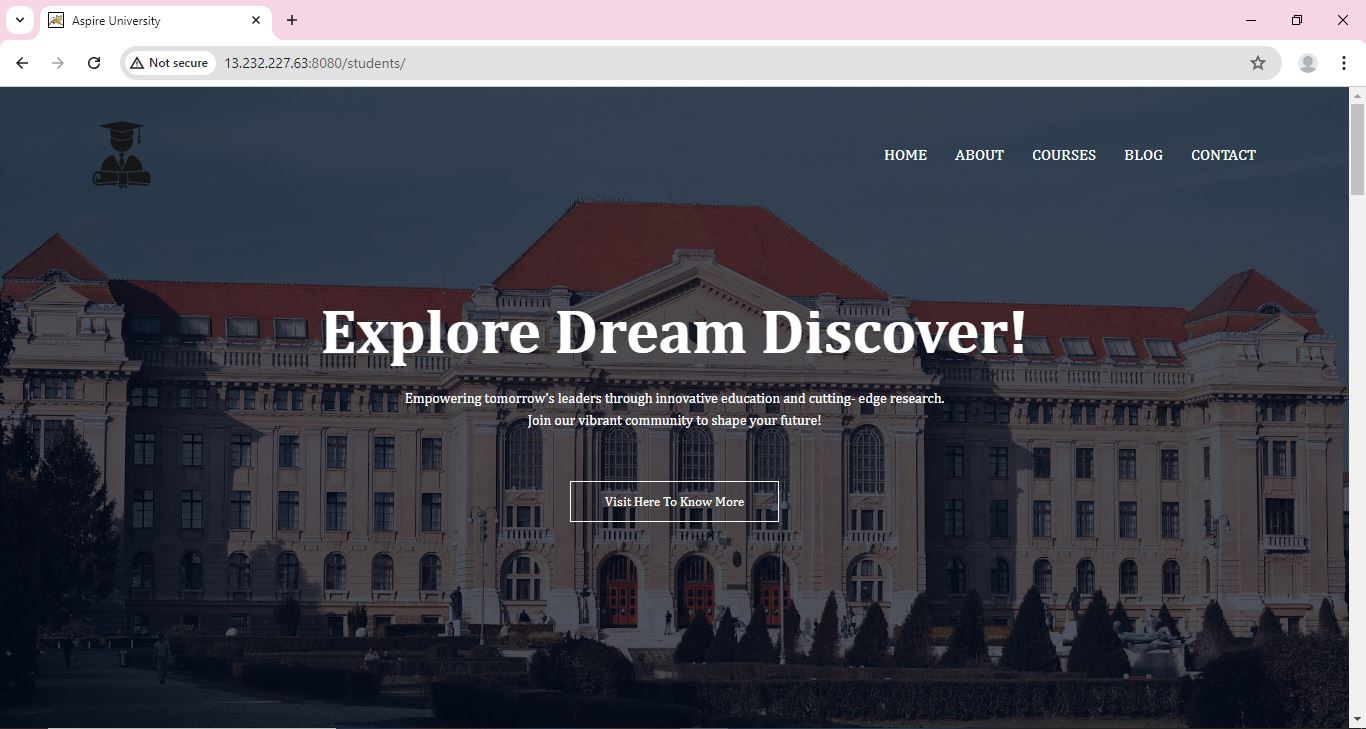 Aspire University
Not secure
13.232.227.63:8080/students/
HOME ABOUT COURSES BLOG CONTACT
Explore Dream Discover!
Empowering tomorrow's leaders through innovative education and cutting- edge research.
Join our vibrant community to shape your future!
Visit Here To Know More